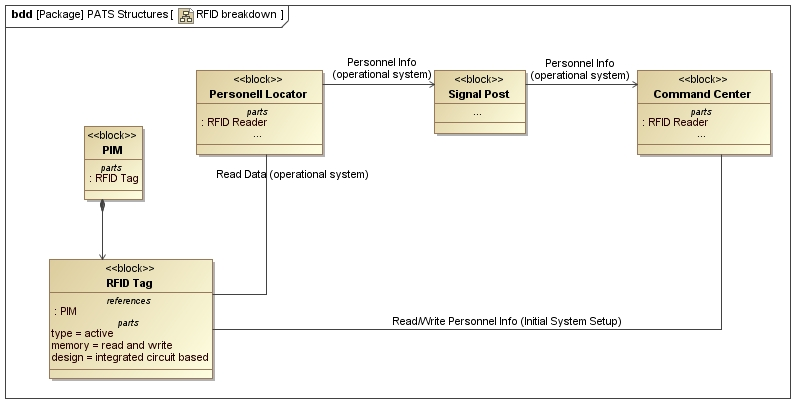 bdd [Package] PATS Structures [ RFID breakdown ]
Personnel Info
(operational system)
Personnel Info
(operational system)
<<block>>
Personell Locator
parts
: RFID Reader
...
<<block>>
Signal Post
...
<<block>>
Command Center
parts
: RFID Reader
...
<<block>>
PIM
parts
: RFID Tag
Read Data (operational system)
<<block>>
RFID Tag
references
: PIM
parts
type = active
memory = read and write
design = integrated circuit based
Read/Write Personnel Info (Initial System Setup)